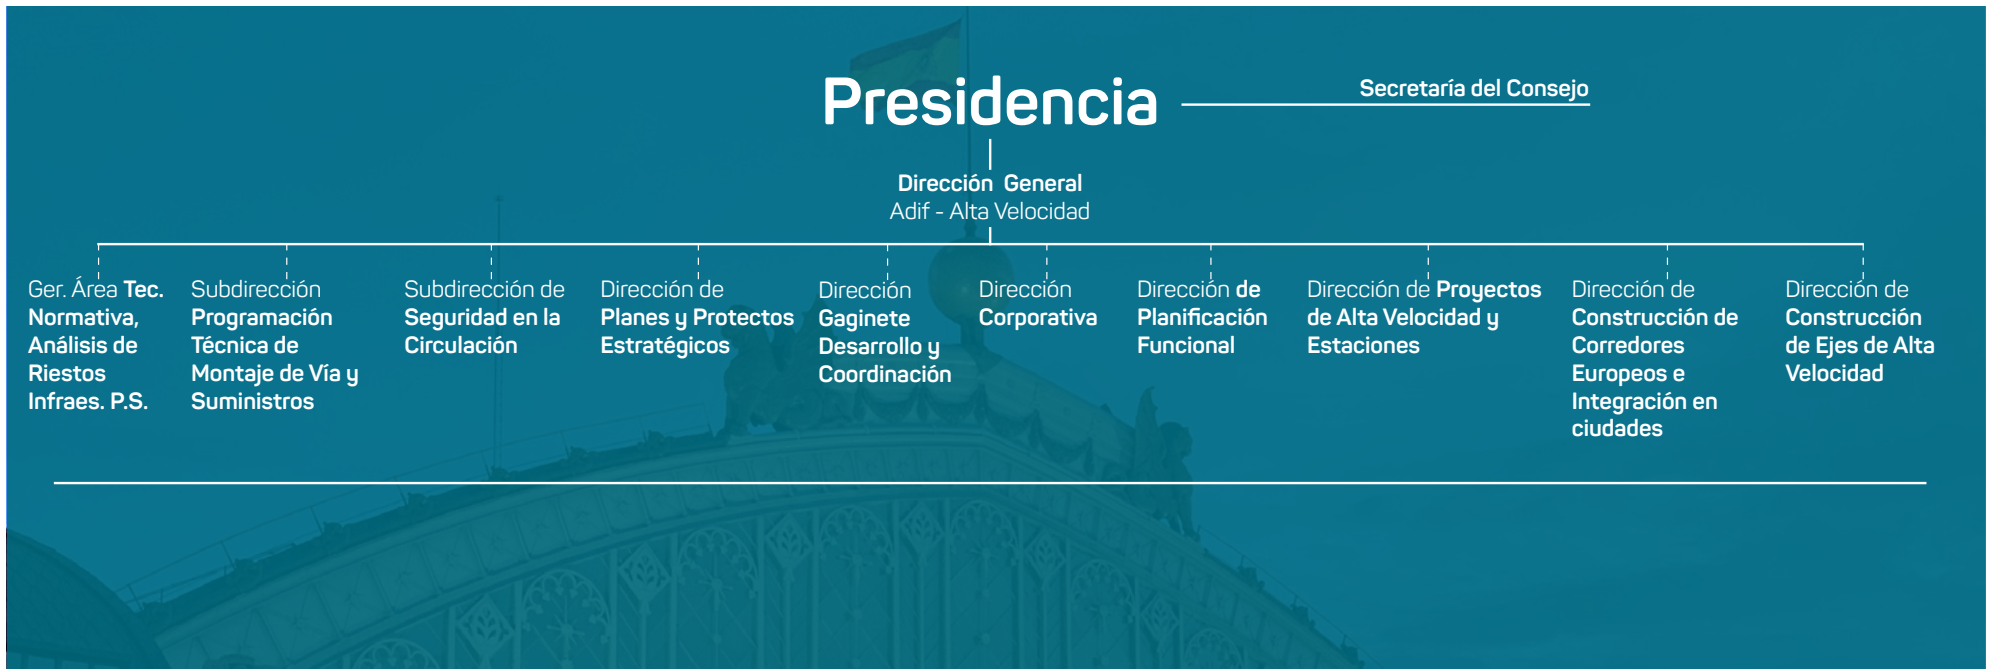 Presidencia
Secretaría del Consejo
Dirección General
Adif - Alta Velocidad
Ger. Área Tec.
Normativa,
Análisis de
Riestos
Infraes. P.S.
Subdirección
Programación
Técnica de
Montaje de Vía y
Suministros
Subdirección de
Seguridad en la
Circulación
Dirección de
Planes y Protectos
Estratégicos
Dirección
Gaginete
Desarrollo y
Coordinación
Dirección
Corporativa
Dirección de
Planificación
Funcional
Dirección de Proyectos
de Alta Velocidad y
Estaciones
Dirección de
Construcción de
Corredores
Europeos e
Integración en
ciudades
Dirección de
Construcción
de Ejes de Alta
Velocidad